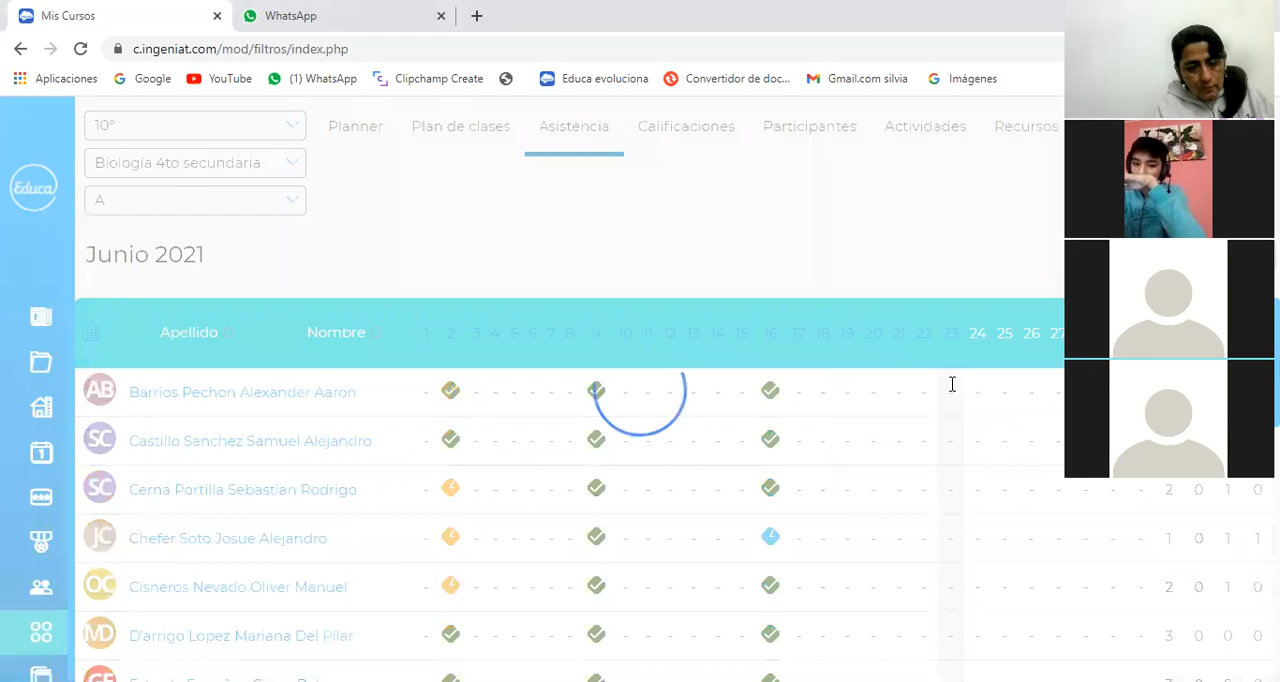 Mis Cursos
WhatsApp
c.ingeniat.com/mod/filtros/index.php
Aplicaciones Google YouTube (1) WhatsApp Clipchamp Create Educa evoluciona Convertidor de doc... Gmail.com silvia Imágenes
10° Planner Plan de clases Asistencia Calificaciones Participantes Actividades Recursos
Biología 4to secundaria
Educa
A
Junio 2021
Apellido Nombre 1 2 3 4 5 6 7 8 9 10 11 12 13 14 15 16 17 18 19 20 21 22 23 24 25 26 27
AB Barrios Pechon Alexander Aaron - - - - - - - - - - - - - - - - - - - - - - - -
SC Castillo Sanchez Samuel Alejandro - - - - - - - - - - - - - - - - - - - - - - - -
SC Cerna Portilla Sebastian Rodrigo - - - - - - - - - - - - - - - - - - - - - - - - - - - 2 0 1 0
JC Chefer Soto Josue Alejandro - - - - - - - - - - - - - - - - - - - - - - - - - - - 1 0 1 1
OC Cisneros Nevado Oliver Manuel - - - - - - - - - - - - - - - - - - - - - - - - - - - 2 0 1 0
MD D'arrigo Lopez Mariana Del Pilar - - - - - - - - - - - - - - - - - - - - - - - - - - - 3 0 0 0